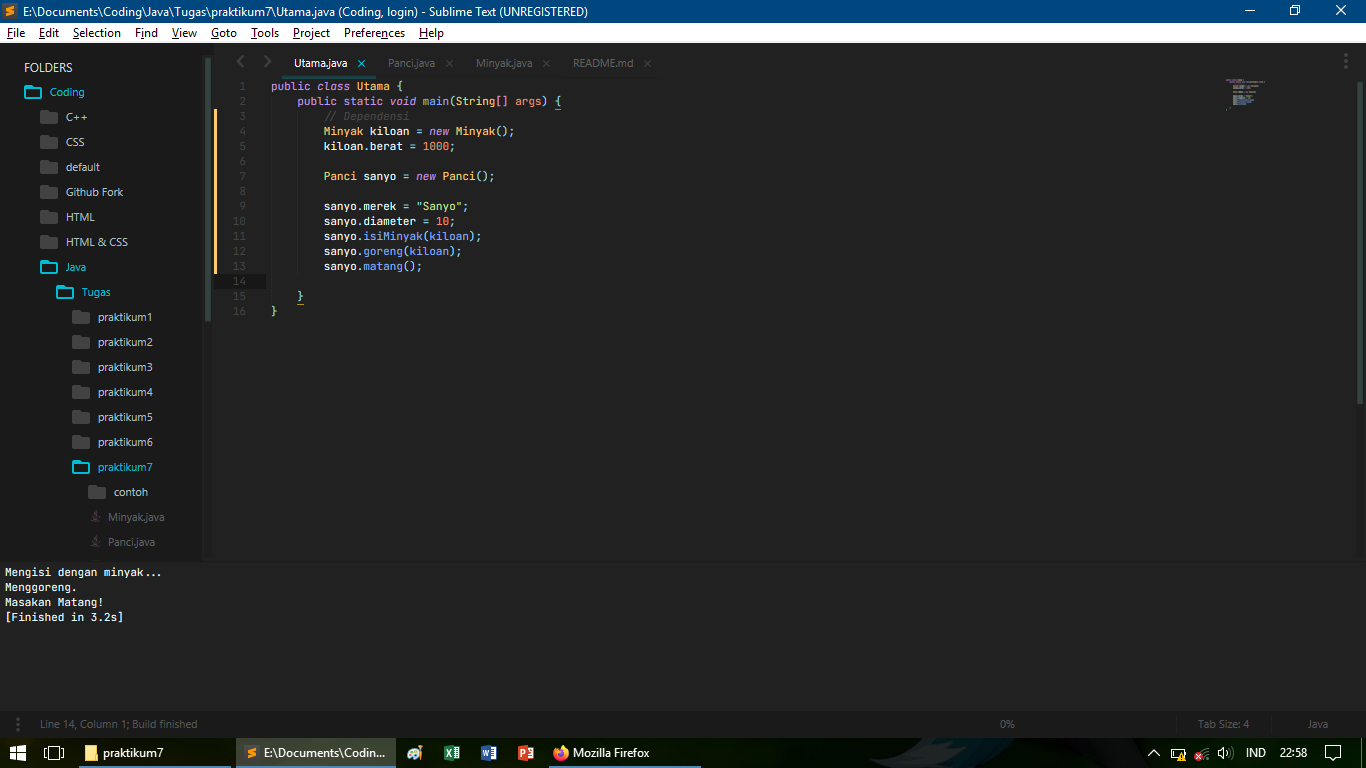 E:\Documents\Coding\Java\Tugas\praktikum7\Utama.java (Coding, login) - Sublime Text (UNREGISTERED)
File Edit Selection Find View Goto Tools Project Preferences Help
FOLDERS
Coding
C++
CSS
default
Github Fork
HTML
HTML & CSS
Java
Tugas
praktikum1
praktikum2
praktikum3
praktikum4
praktikum5
praktikum6
praktikum7
contoh
Minyak.java
Panci.java
Utama.java Panci.java Minyak.java README.md
1 public class Utama {
2 public static void main(String[] args) {
3 // Dependensi
4 Minyak kiloan = new Minyak();
5 kiloan.berat = 1000;
6
7 Panci sanyo = new Panci();
8
9 sanyo.merek = "Sanyo";
10 sanyo.diameter = 10;
11 sanyo.isiMinyak(kiloan);
12 sanyo.goreng(kiloan);
13 sanyo.matang();
14
15 }
16 }
Mengisi dengan minyak...
Menggoreng.
Masakan Matang!
[Finished in 3.2s]
Line 14, Column 1; Build finished 0% Tab Size: 4 Java
praktikum7 E:\Documents\Codin... Mozilla Firefox IND 22:58